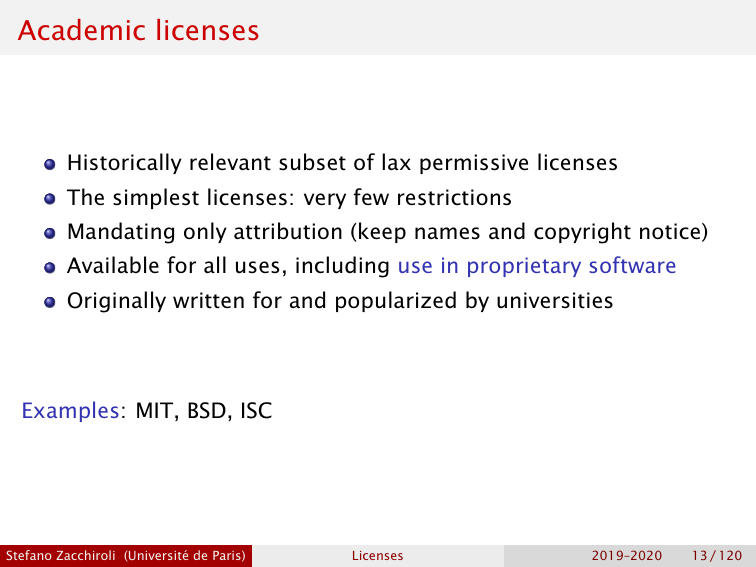 Academic licenses
Historically relevant subset of lax permissive licenses
The simplest licenses: very few restrictions
Mandating only attribution (keep names and copyright notice)
Available for all uses, including use in proprietary software
Originally written for and popularized by universities
Examples: MIT, BSD, ISC
Stefano Zacchiroli (Université de Paris) Licenses 2019–2020 13 / 120